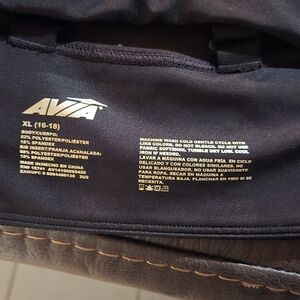 AVIA
XL (16-18)
BODY/CUERPO:
82% POLYESTER/POLIÉSTER
18% SPANDEX
RIB INSERT/FRANJA ACANALADA:
88% POLYESTER/POLIÉSTER
12% SPANDEX
MADE IN/HECHO EN CHINA
MACHINE WASH COLD GENTLE CYCLE WITH
LIKE COLORS. DO NOT BLEACH. DO NOT USE
FABRIC SOFTENER. TUMBLE DRY LOW. COOL
IRON IF NEEDED.
LAVAR A MÁQUINA CON AGUA FRÍA EN CICLO
DELICADO Y CON COLORES SIMILARES. NO
USAR BLANQUEADOR. NO USAR SUAVIZANTE
PARA ROPA. SECAR EN MÁQUINA A
TEMPERATURA BAJA. PLANCHAR EN FRÍO SI SE
NECESITA.